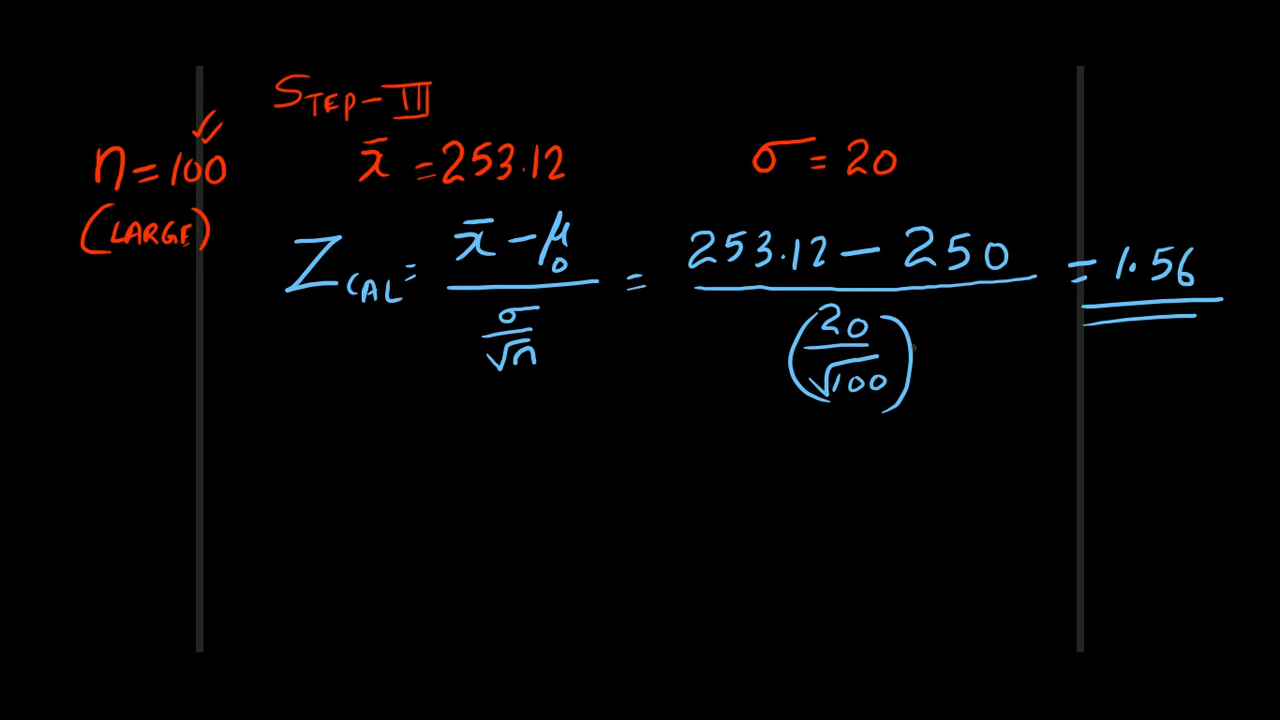 STEP-III
n=100 x̄ =253.12 σ=20
(LARGE)
Z_CAL = (x̄-μ₀)/(σ/√n) = (253.12-250)/(20/√100) = 1.56